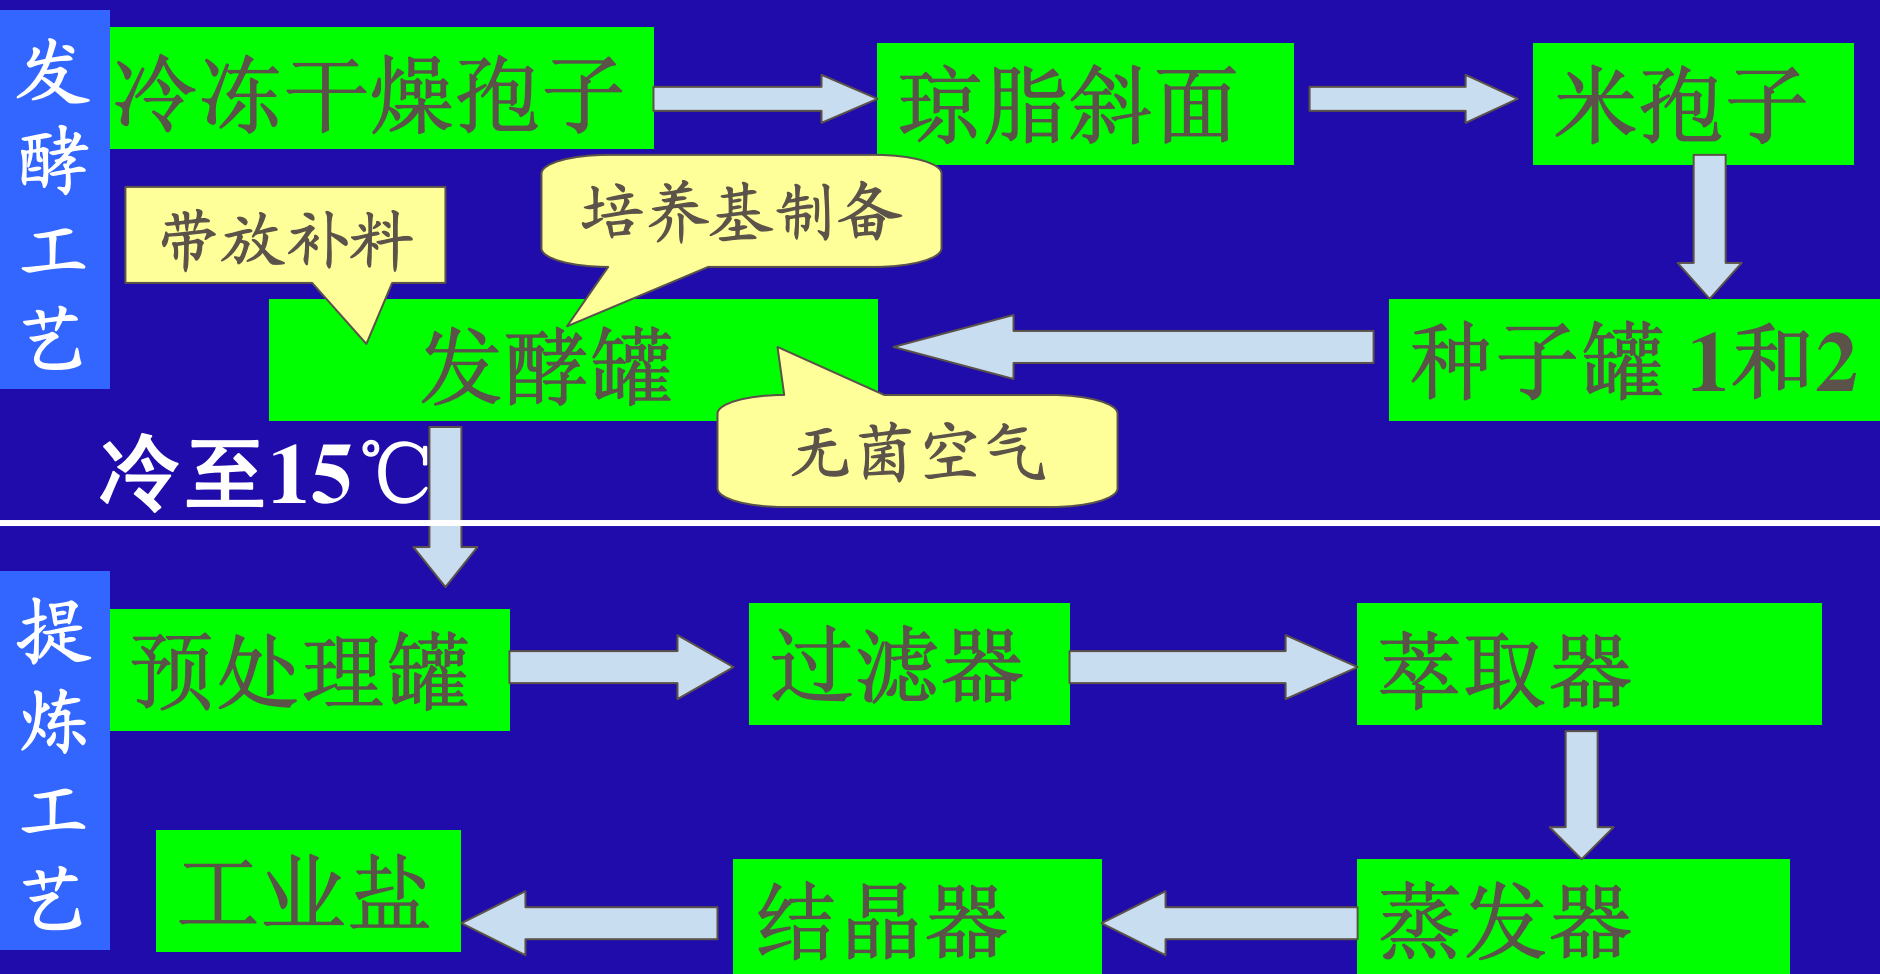 发酵工艺
冷冻干燥孢子
琼脂斜面
米孢子
带放补料
培养基制备
发酵罐
种子罐 1和2
无菌空气
冷至15℃
提炼工艺
预处理罐
过滤器
萃取器
工业盐
结晶器
蒸发器